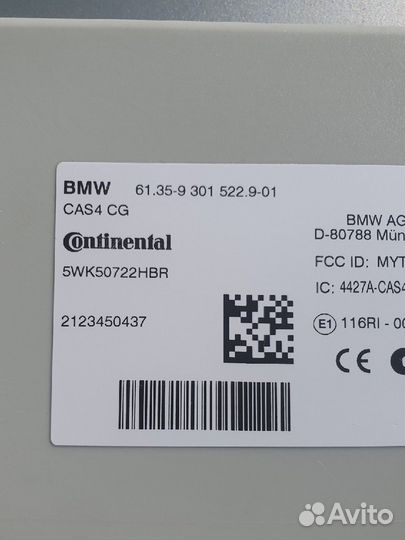 BMW 61.35-9 301 522.9-01
CAS4 CG
Continental
5WK50722HBR
2123450437
BMW AG
D-80788 Mün
FCC ID: MYT
IC: 4427A-CAS4
E1 116RI - 00
CE
Avito